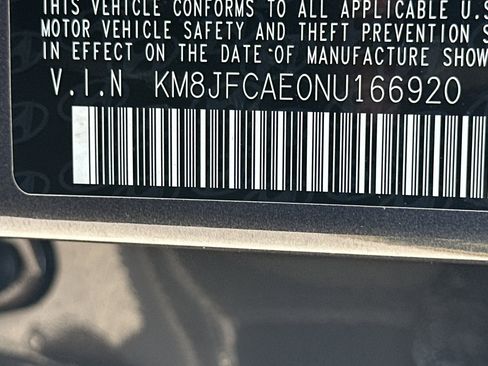 THIS VEHICLE CONFORMS TO ALL APPLICABLE U.S
MOTOR VEHICLE SAFETY AND THEFT PREVENTION S
IN EFFECT ON THE DATE OF MANUFACTURE SHOW
V.I.N KM8JFCAE0NU166920